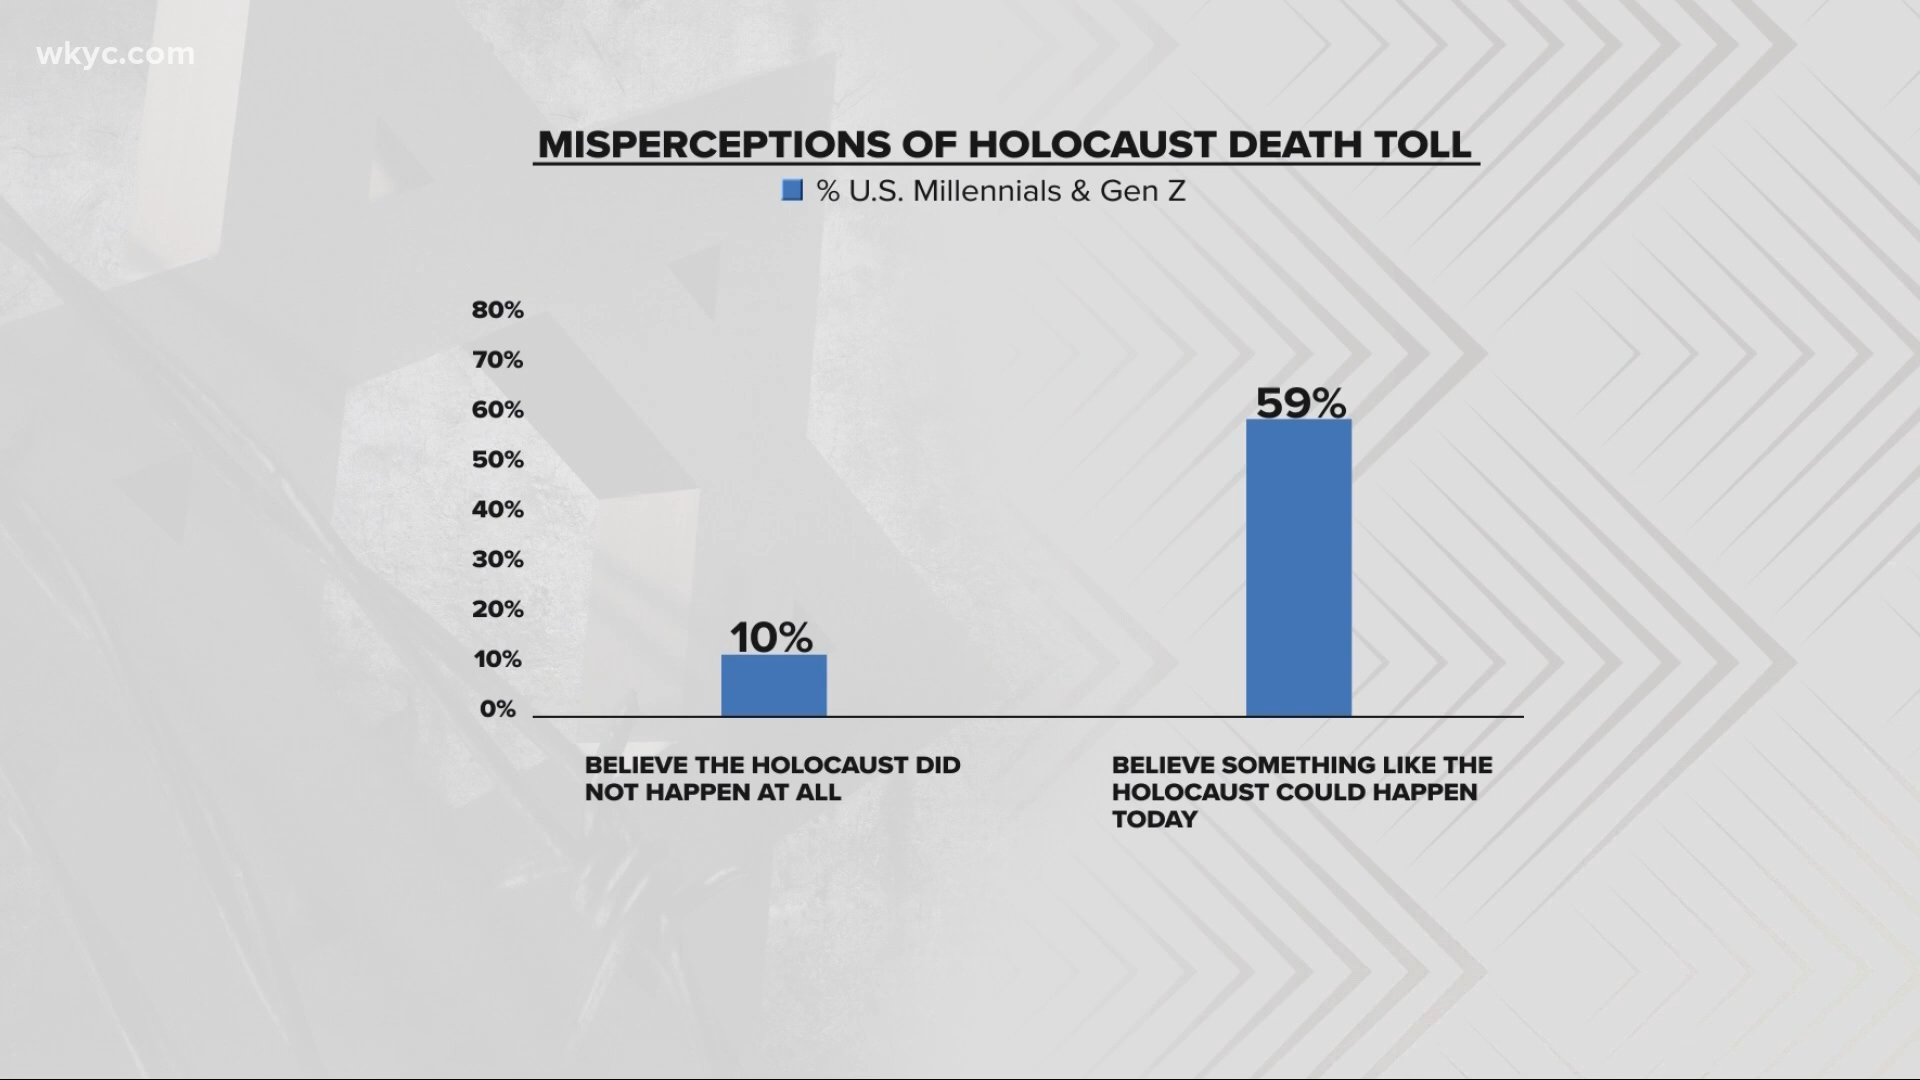 wkyc.com
MISPERCEPTIONS OF HOLOCAUST DEATH TOLL
% U.S. Millennials & Gen Z
80%
70%
60%
50%
40%
30%
20%
10%
0%
10%
59%
BELIEVE THE HOLOCAUST DID
NOT HAPPEN AT ALL
BELIEVE SOMETHING LIKE THE
HOLOCAUST COULD HAPPEN
TODAY